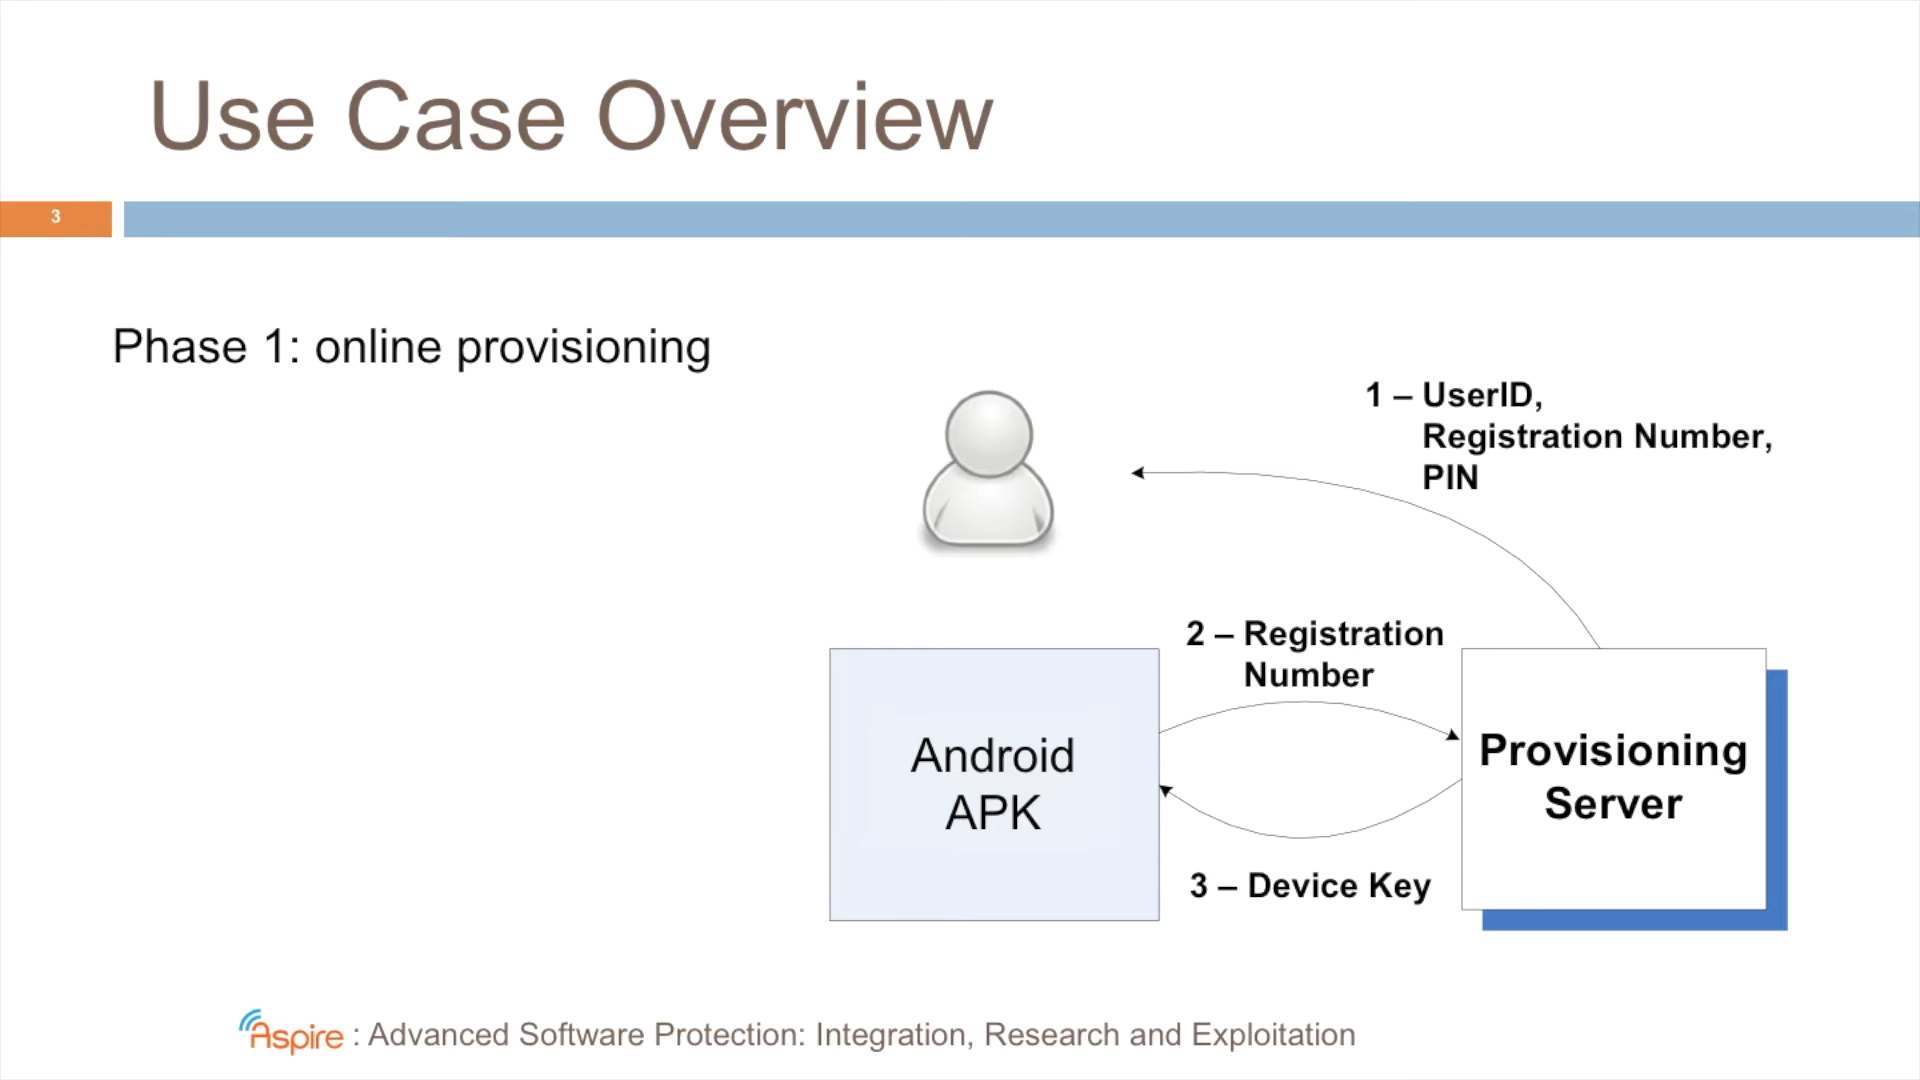 Use Case Overview
3
Phase 1: online provisioning
1 – UserID,
Registration Number,
PIN
2 – Registration
Number
Android
APK
Provisioning
Server
3 – Device Key
Aspire : Advanced Software Protection: Integration, Research and Exploitation